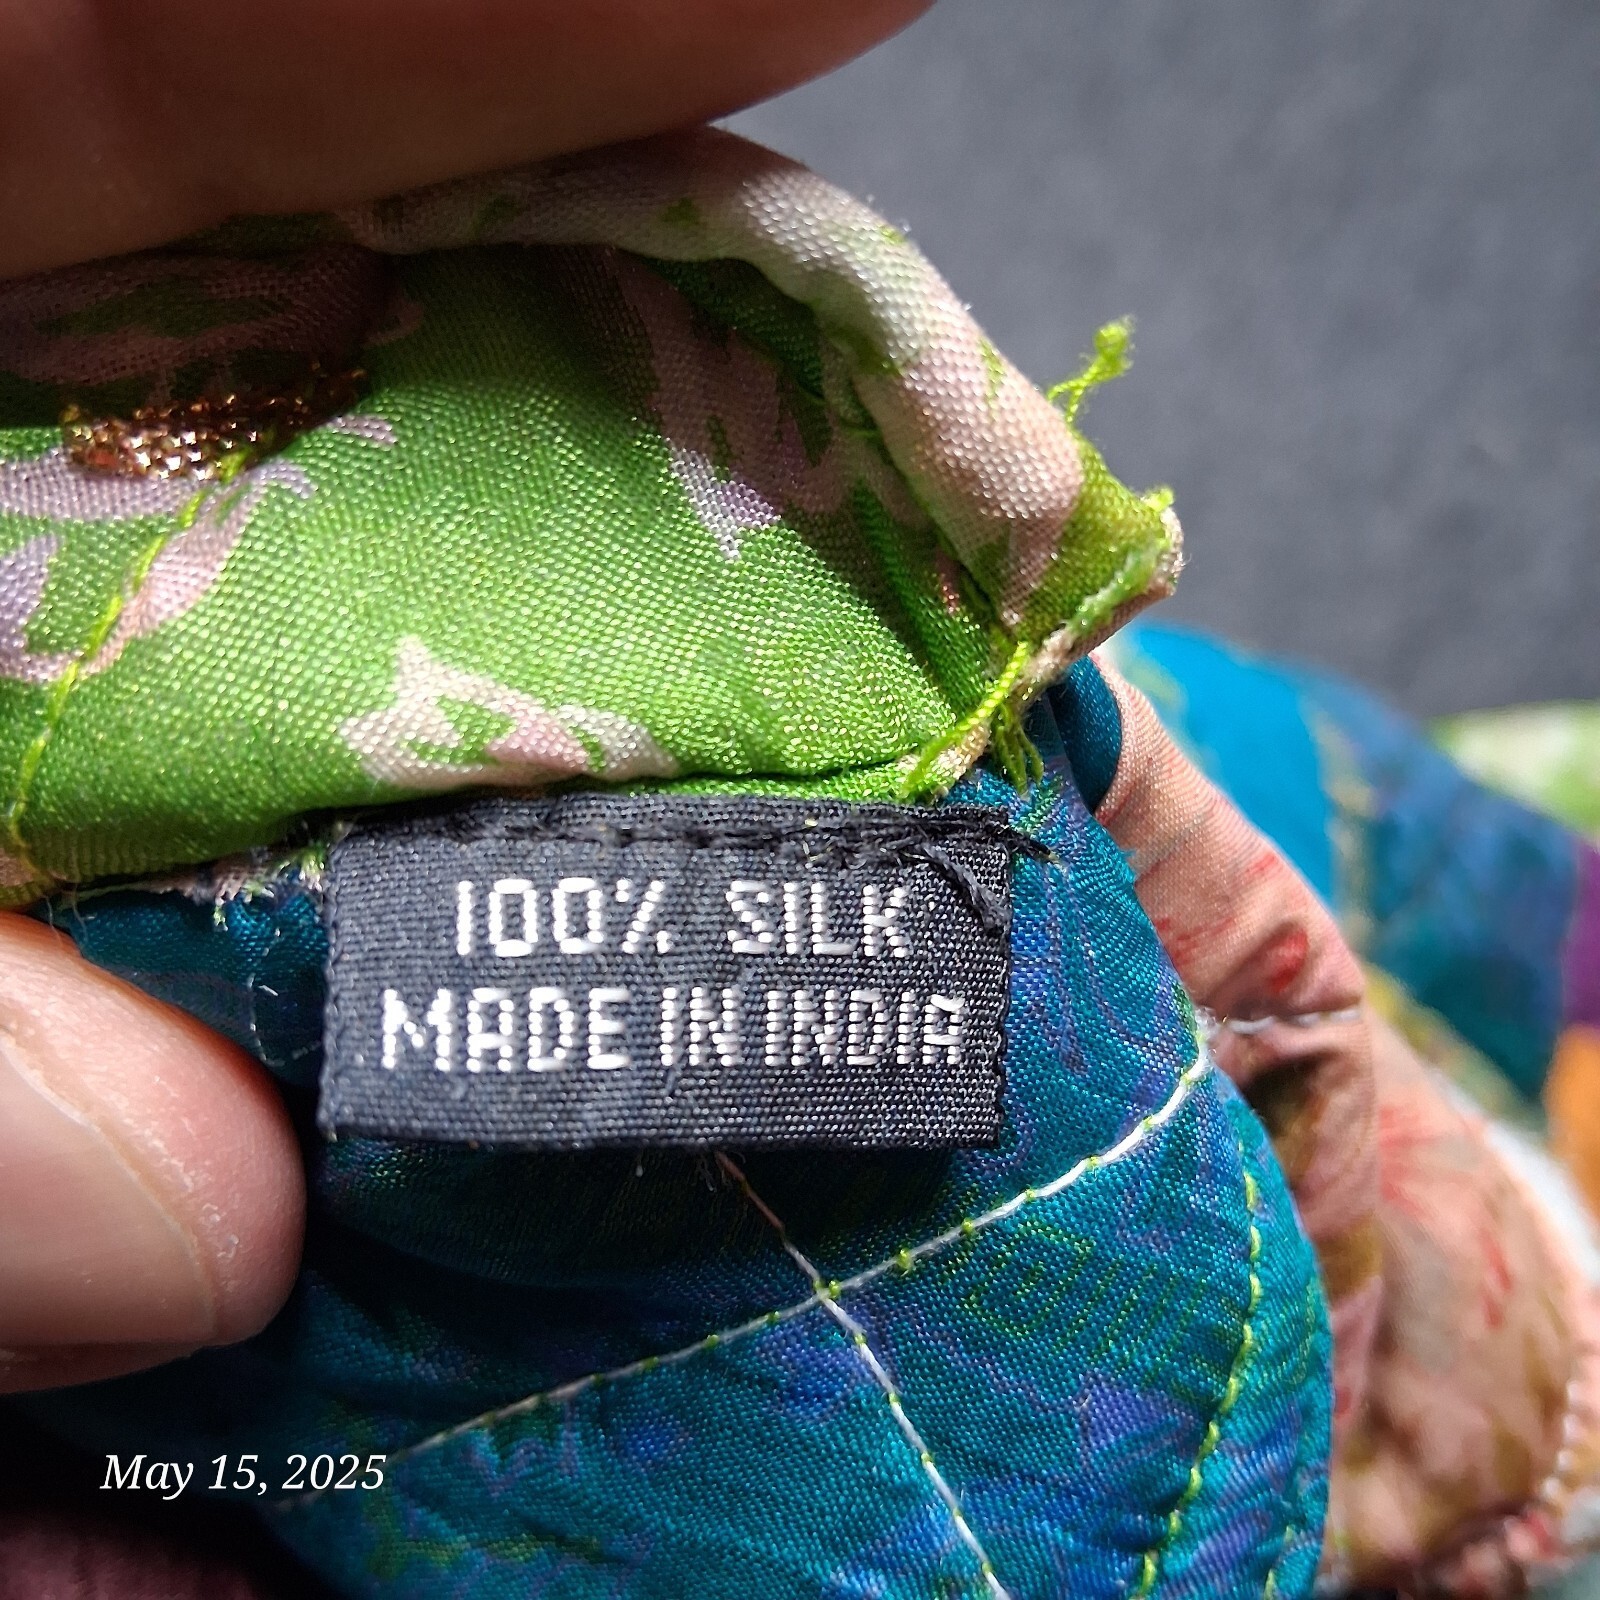 100% SILK
MADE IN INDIA
May 15, 2025